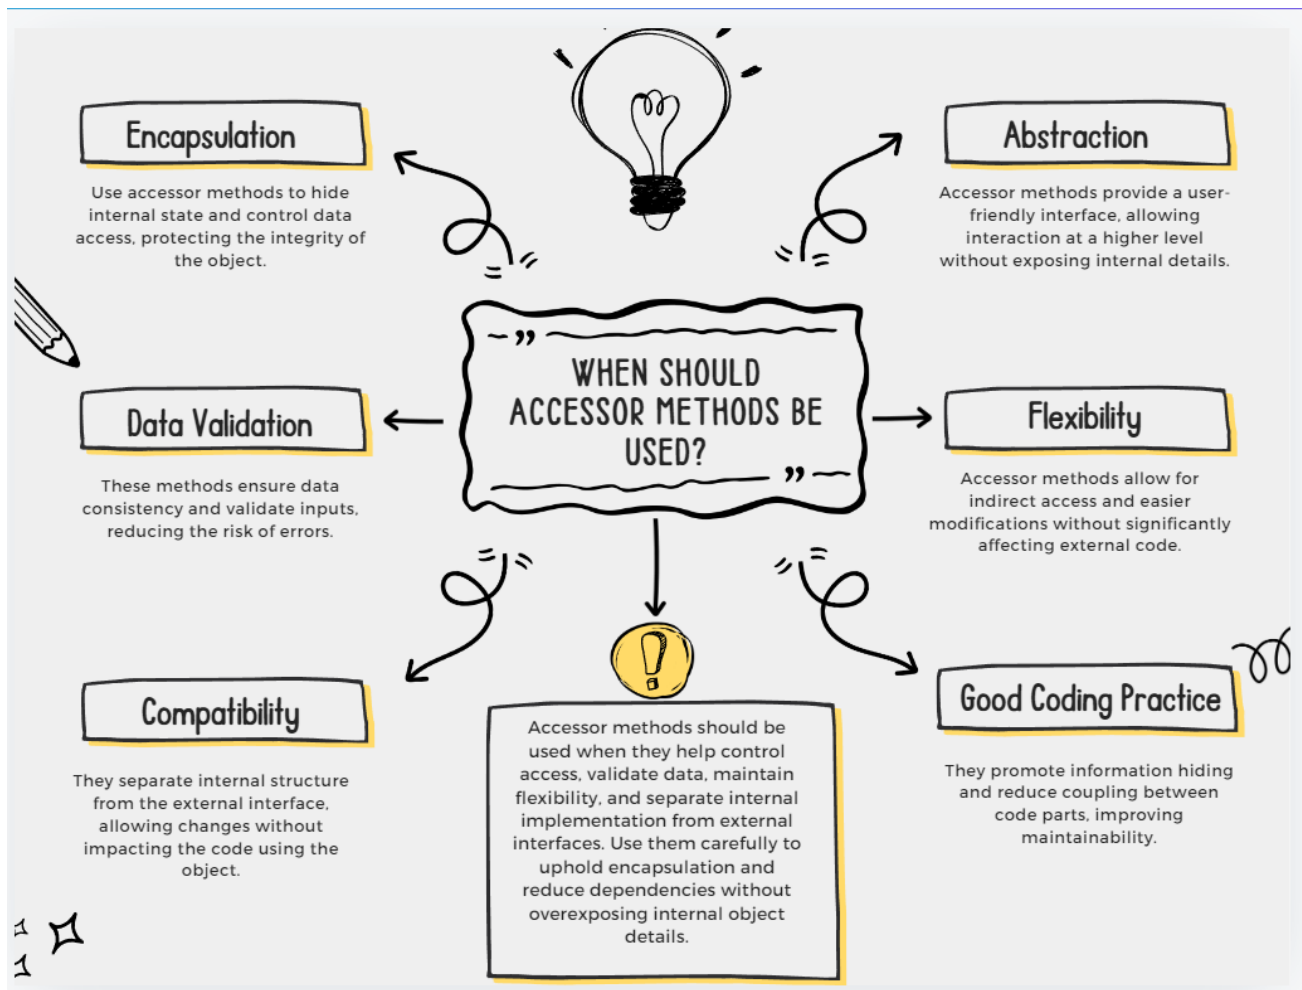 Encapsulation
Use accessor methods to hide
internal state and control data
access, protecting the integrity of
the object.
Abstraction
Accessor methods provide a user-
friendly interface, allowing
interaction at a higher level
without exposing internal details.
WHEN SHOULD
ACCESSOR METHODS BE
USED?
Data Validation
These methods ensure data
consistency and validate inputs,
reducing the risk of errors.
Flexibility
Accessor methods allow for
indirect access and easier
modifications without significantly
affecting external code.
Compatibility
They separate internal structure
from the external interface,
allowing changes without
impacting the code using the
object.
Accessor methods should be
used when they help control
access, validate data, maintain
flexibility, and separate internal
implementation from external
interfaces. Use them carefully to
uphold encapsulation and
reduce dependencies without
overexposing internal object
details.
Good Coding Practice
They promote information hiding
and reduce coupling between
code parts, improving
maintainability.